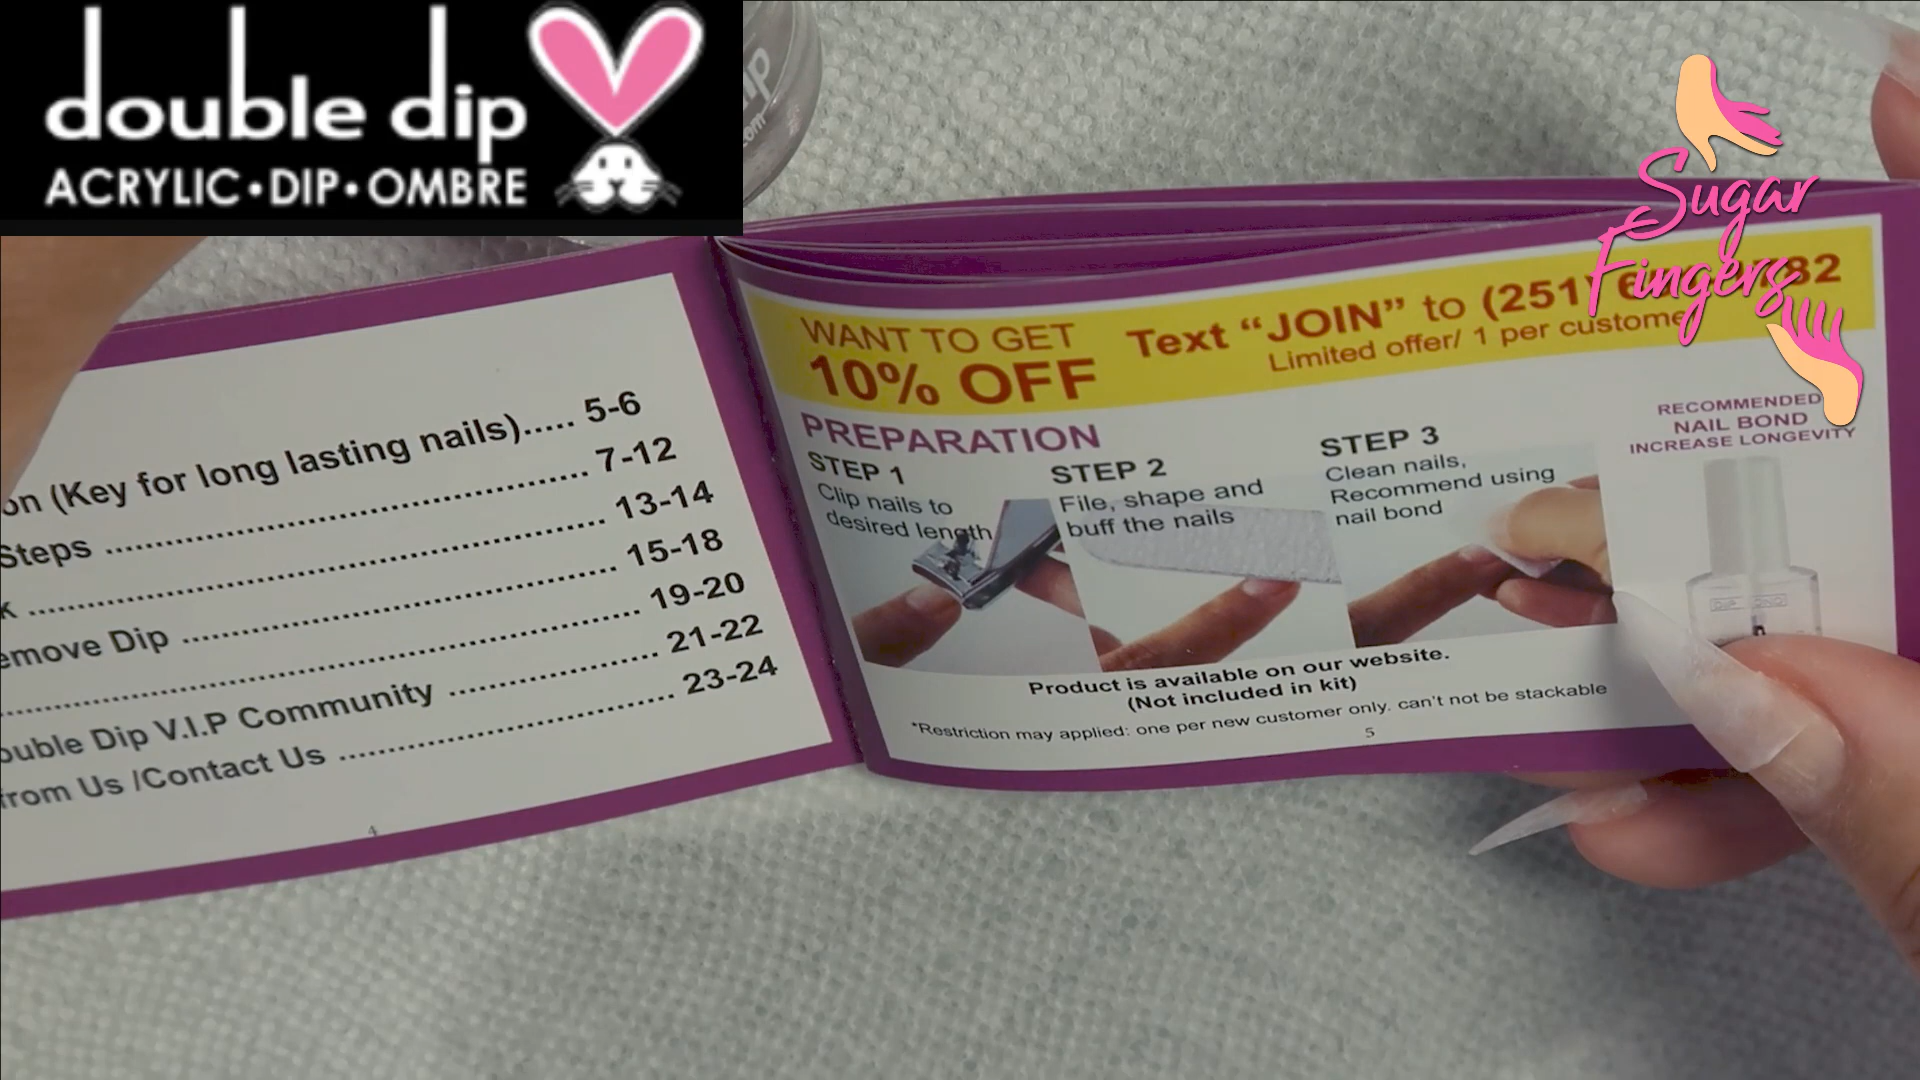 double dip
ACRYLIC•DIP•OMBRE
Sugar
Fingers
on (Key for long lasting nails)..... 5-6
Steps .......... 7-12
.......... 13-14
emove Dip .......... 15-18
.......... 19-20
ouble Dip V.I.P Community .......... 21-22
from Us /Contact Us .......... 23-24
4
WANT TO GET
10% OFF
Text “JOIN” to (251)
Limited offer/ 1 per custome
PREPARATION
STEP 1
Clip nails to
desired length
STEP 2
File, shape and
buff the nails
STEP 3
Clean nails,
Recommend using
nail bond
RECOMMENDED
NAIL BOND
INCREASE LONGEVITY
Product is available on our website.
(Not included in kit)
*Restriction may applied: one per new customer only. can't not be stackable
5